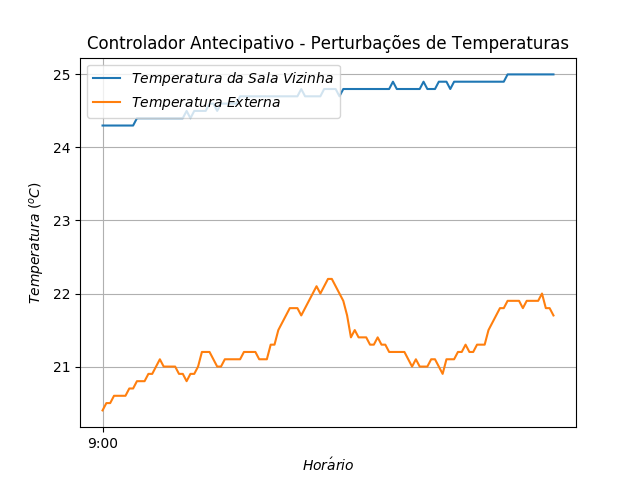 Controlador Antecipativo - Perturbações de Temperaturas
Temperatura da Sala Vizinha
Temperatura Externa
25
24
23
22
21
Temperatura (°C)
9:00
Horário